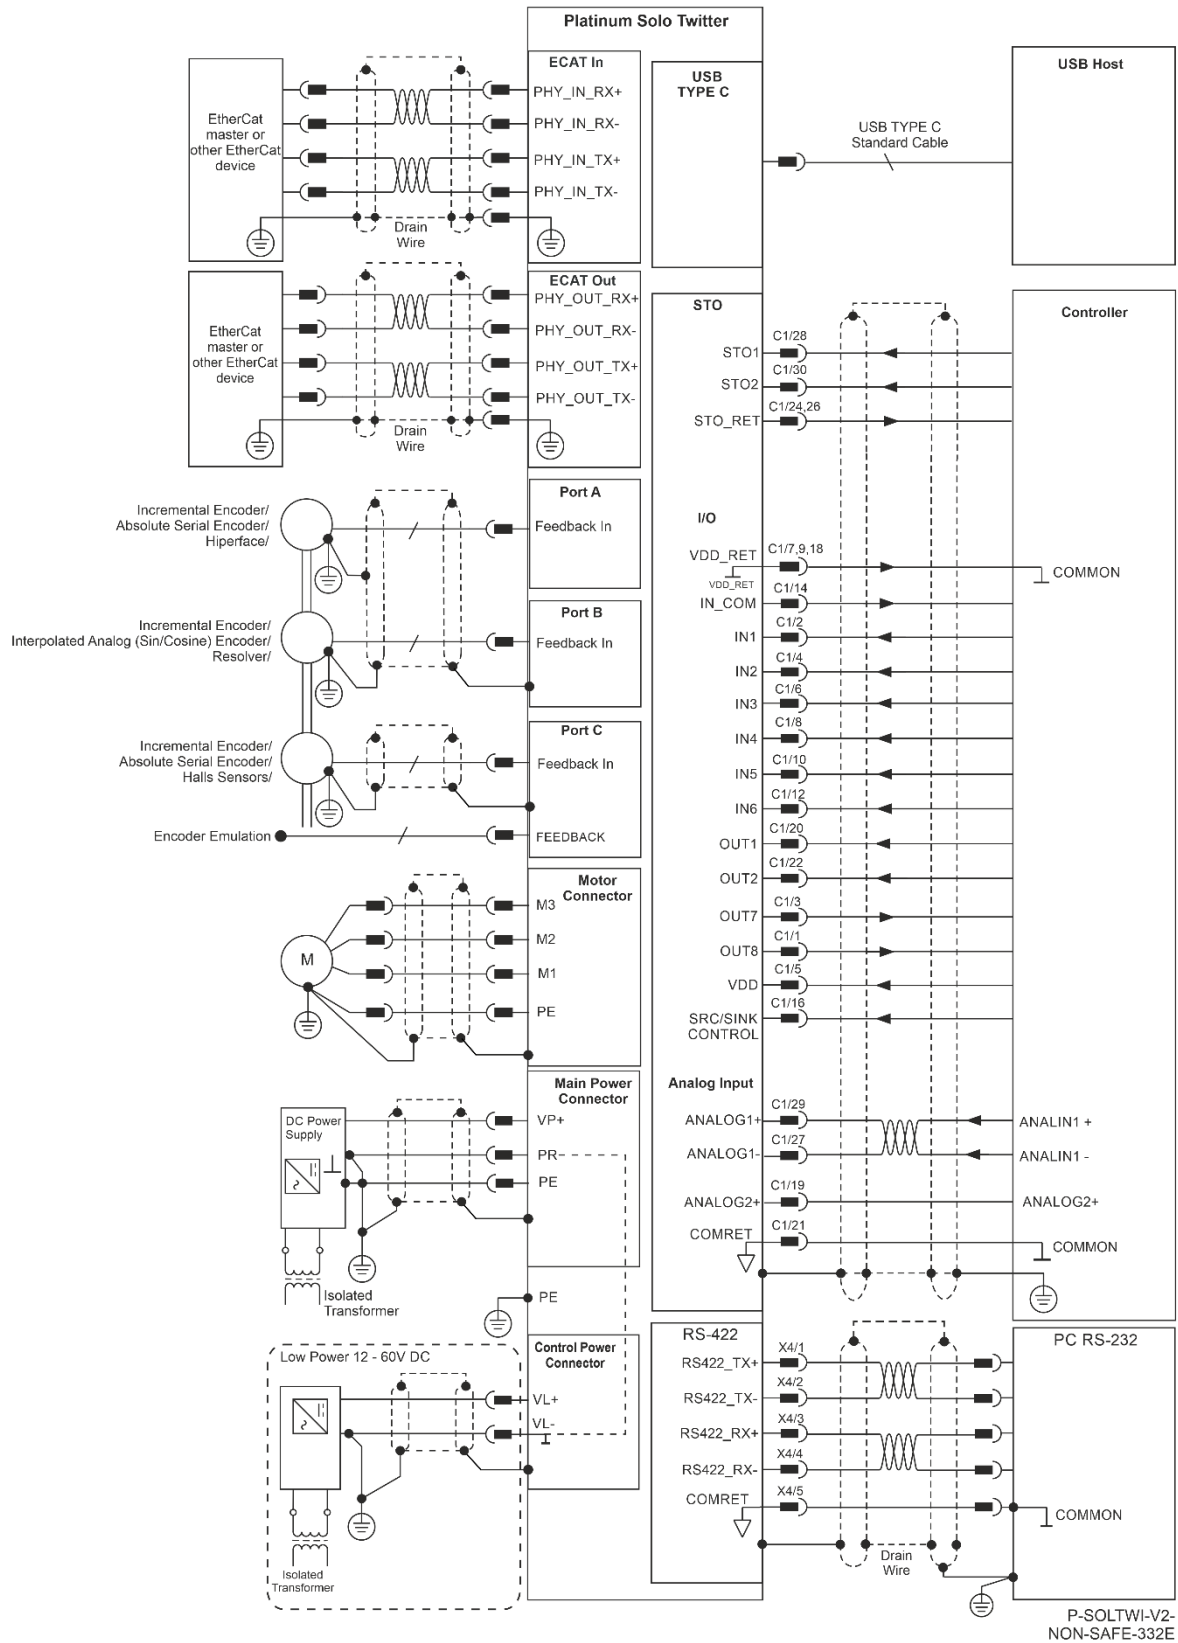 Platinum Solo Twitter
ECAT In
PHY_IN_RX+
PHY_IN_RX-
PHY_IN_TX+
PHY_IN_TX-
EtherCat
master or
other EtherCat
device
Drain
Wire
USB
TYPE C
USB TYPE C
Standard Cable
USB Host
ECAT Out
PHY_OUT_RX+
PHY_OUT_RX-
PHY_OUT_TX+
PHY_OUT_TX-
EtherCat
master or
other EtherCat
device
Drain
Wire
Port A
Feedback In
Incremental Encoder/
Absolute Serial Encoder/
Hiperface/
Port B
Feedback In
Incremental Encoder/
Interpolated Analog (Sin/Cosine) Encoder/
Resolver/
Port C
Feedback In
Incremental Encoder/
Absolute Serial Encoder/
Halls Sensors/
Encoder Emulation
FEEDBACK
Motor
Connector
M3
M2
M1
PE
M
Main Power
Connector
VP+
PR
PE
DC Power
Supply
Isolated
Transformer
PE
Control Power
Connector
VL+
VL-
Low Power 12 - 60V DC
Isolated
Transformer
STO
Controller
STO1 C1/28
STO2 C1/30
STO_RET C1/24,26
I/O
VDD_RET C1/7,9,18
VDD_RET
COMMON
IN_COM C1/14
IN1 C1/2
IN2 C1/4
IN3 C1/6
IN4 C1/8
IN5 C1/10
IN6 C1/12
OUT1 C1/20
OUT2 C1/22
OUT7 C1/3
OUT8 C1/1
VDD C1/5
SRC/SINK C1/16
CONTROL
Analog Input
ANALOG1+ C1/29 ANALIN1 +
ANALOG1- C1/27 ANALIN1 -
ANALOG2+ C1/19 ANALOG2+
COMRET C1/21 COMMON
RS-422
PC RS-232
RS422_TX+ X4/1
RS422_TX- X4/2
RS422_RX+ X4/3
RS422_RX- X4/4
COMRET X4/5 COMMON
Drain
Wire
P-SOLTWI-V2-
NON-SAFE-332E